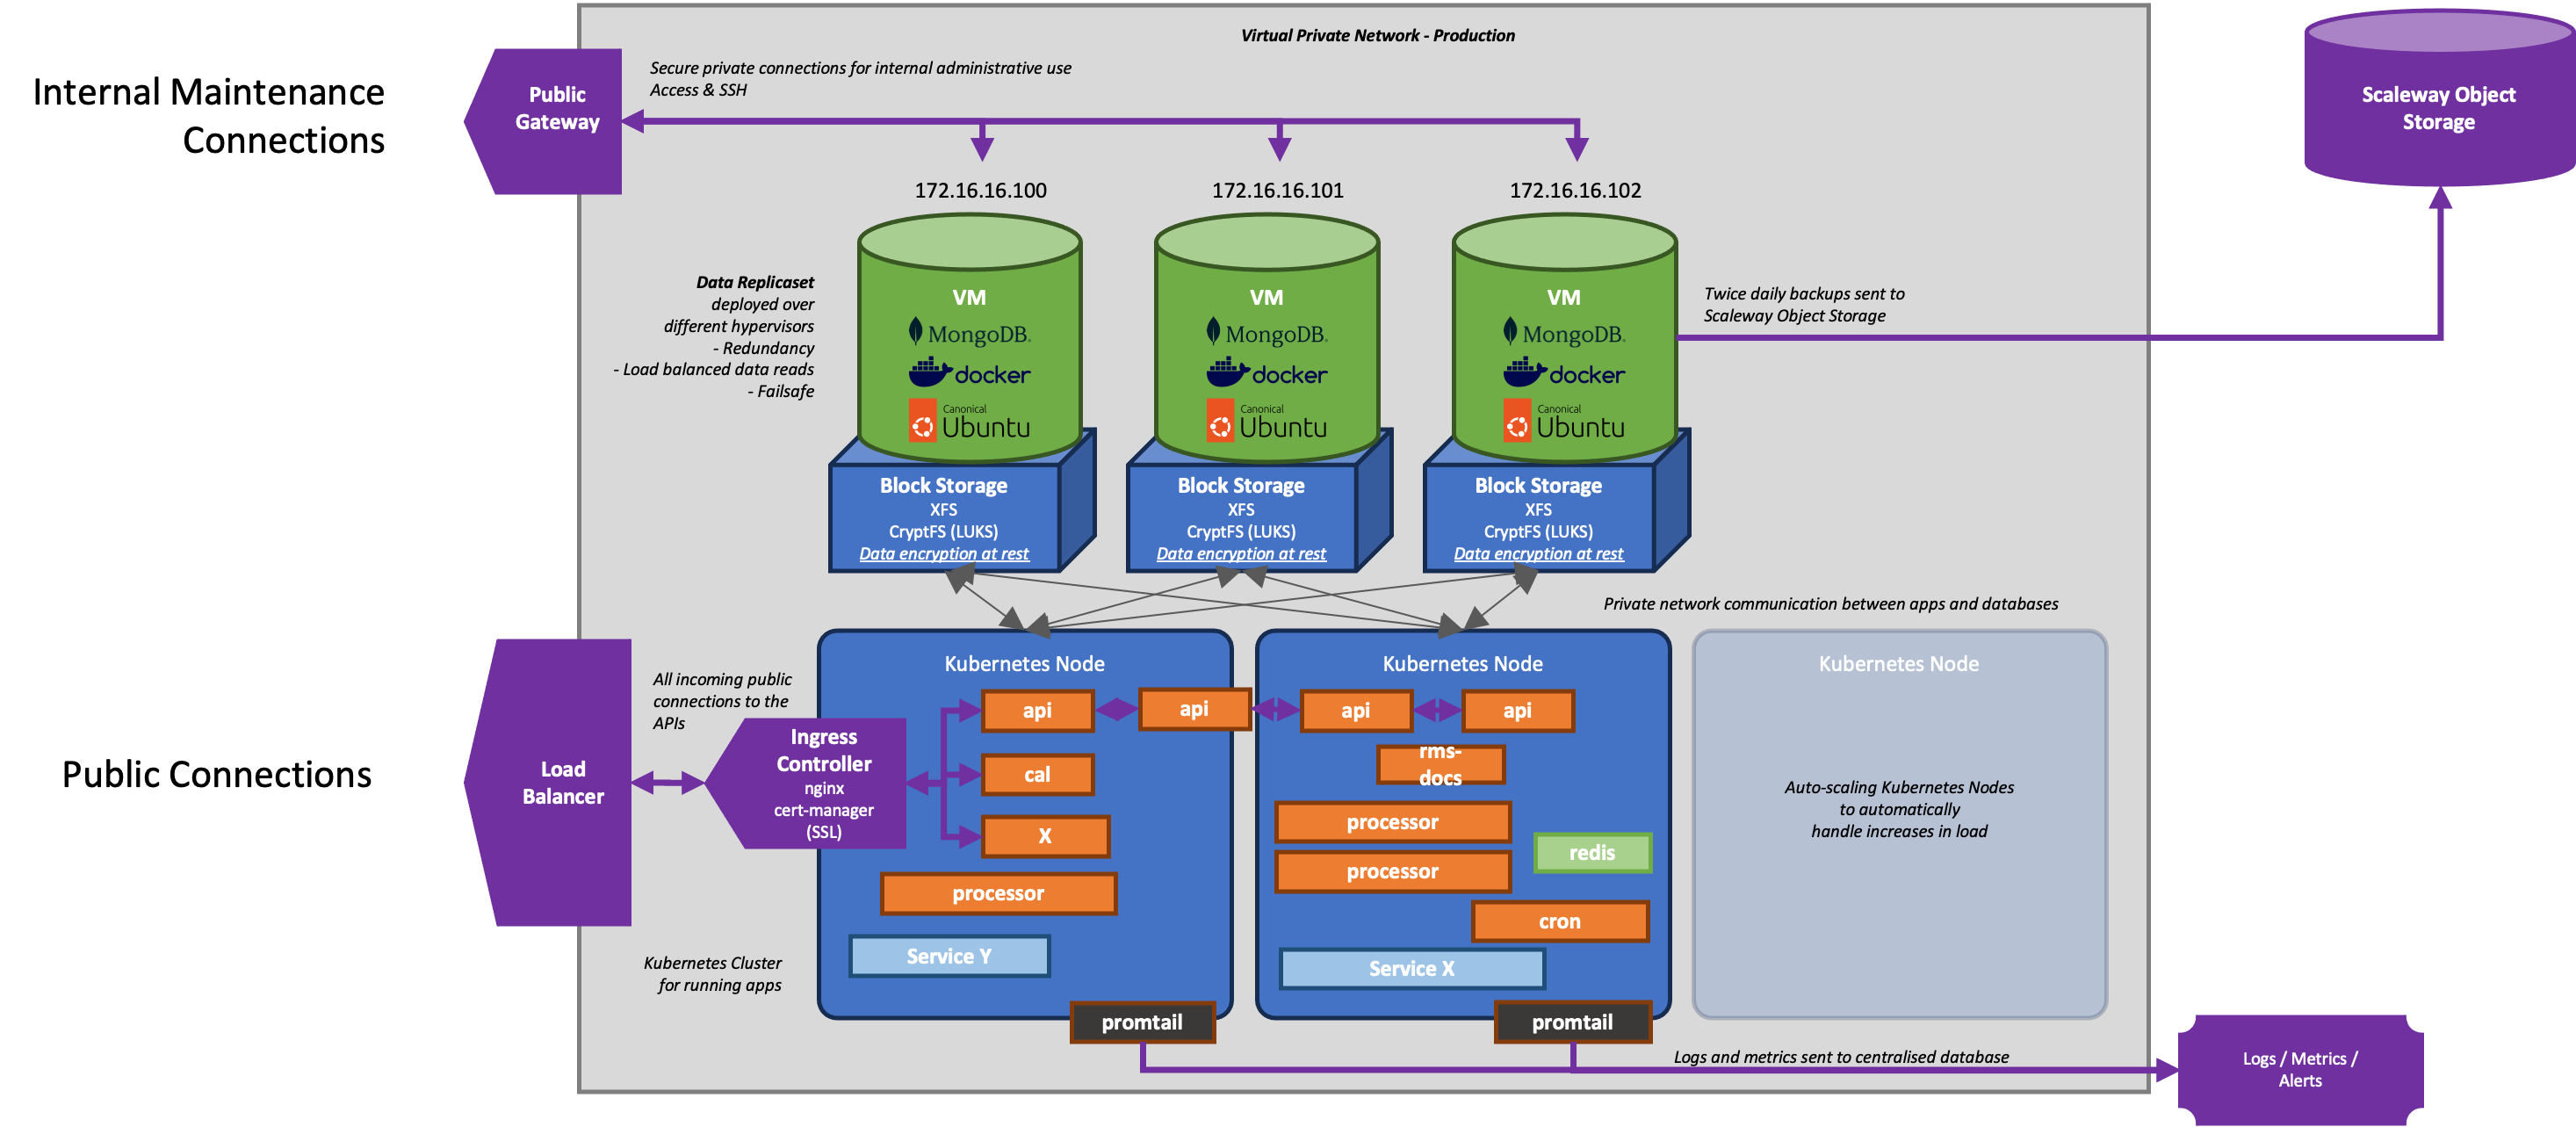 Virtual Private Network - Production
Internal Maintenance
Connections
Public
Gateway
Secure private connections for internal administrative use
Access & SSH
Scaleway Object
Storage
172.16.16.100
172.16.16.101
172.16.16.102
Data Replicaset
deployed over
different hypervisors
- Redundancy
- Load balanced data reads
- Failsafe
VM
MongoDB.
docker
Canonical
Ubuntu
VM
MongoDB.
docker
Canonical
Ubuntu
VM
MongoDB.
docker
Canonical
Ubuntu
Twice daily backups sent to
Scaleway Object Storage
Block Storage
XFS
CryptFS (LUKS)
Data encryption at rest
Block Storage
XFS
CryptFS (LUKS)
Data encryption at rest
Block Storage
XFS
CryptFS (LUKS)
Data encryption at rest
Private network communication between apps and databases
Public Connections
Load
Balancer
All incoming public
connections to the
APIs
Ingress
Controller
nginx
cert-manager
(SSL)
Kubernetes Cluster
for running apps
Kubernetes Node
api
api
cal
X
processor
Service Y
promtail
Kubernetes Node
api
api
rms-
docs
processor
processor
redis
cron
Service X
promtail
Kubernetes Node
Auto-scaling Kubernetes Nodes
to automatically
handle increases in load
Logs and metrics sent to centralised database
Logs / Metrics /
Alerts